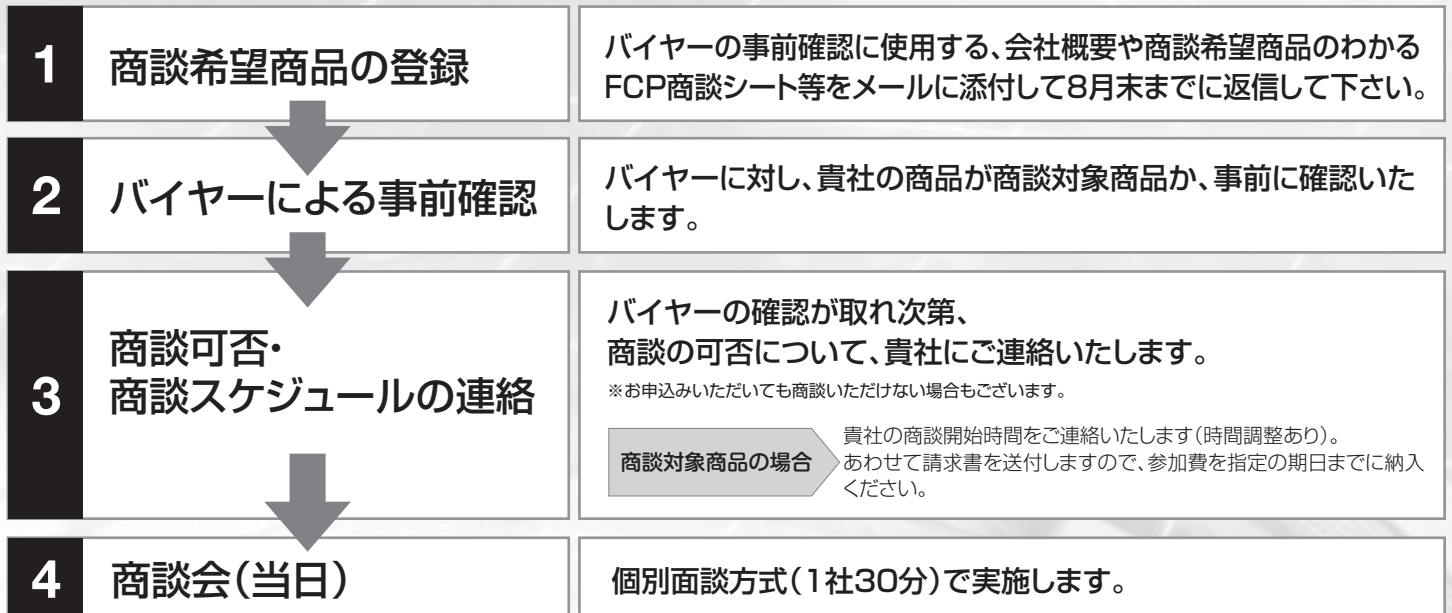 1
商談希望商品の登録
バイヤーの事前確認に使用する、会社概要や商談希望商品のわかる
FCP商談シート等をメールに添付して8月末までに返信して下さい。
2
バイヤーによる事前確認
バイヤーに対し、貴社の商品が商談対象商品か、事前に確認いた
します。
3
商談可否・
商談スケジュールの連絡
バイヤーの確認が取れ次第、
商談の可否について、貴社にご連絡いたします。
※お申込みいただいても商談いただけない場合もございます。
商談対象商品の場合
貴社の商談開始時間をご連絡いたします(時間調整あり)。
あわせて請求書を送付しますので、参加費を指定の期日までに納入
ください。
4
商談会(当日)
個別面談方式(1社30分)で実施します。